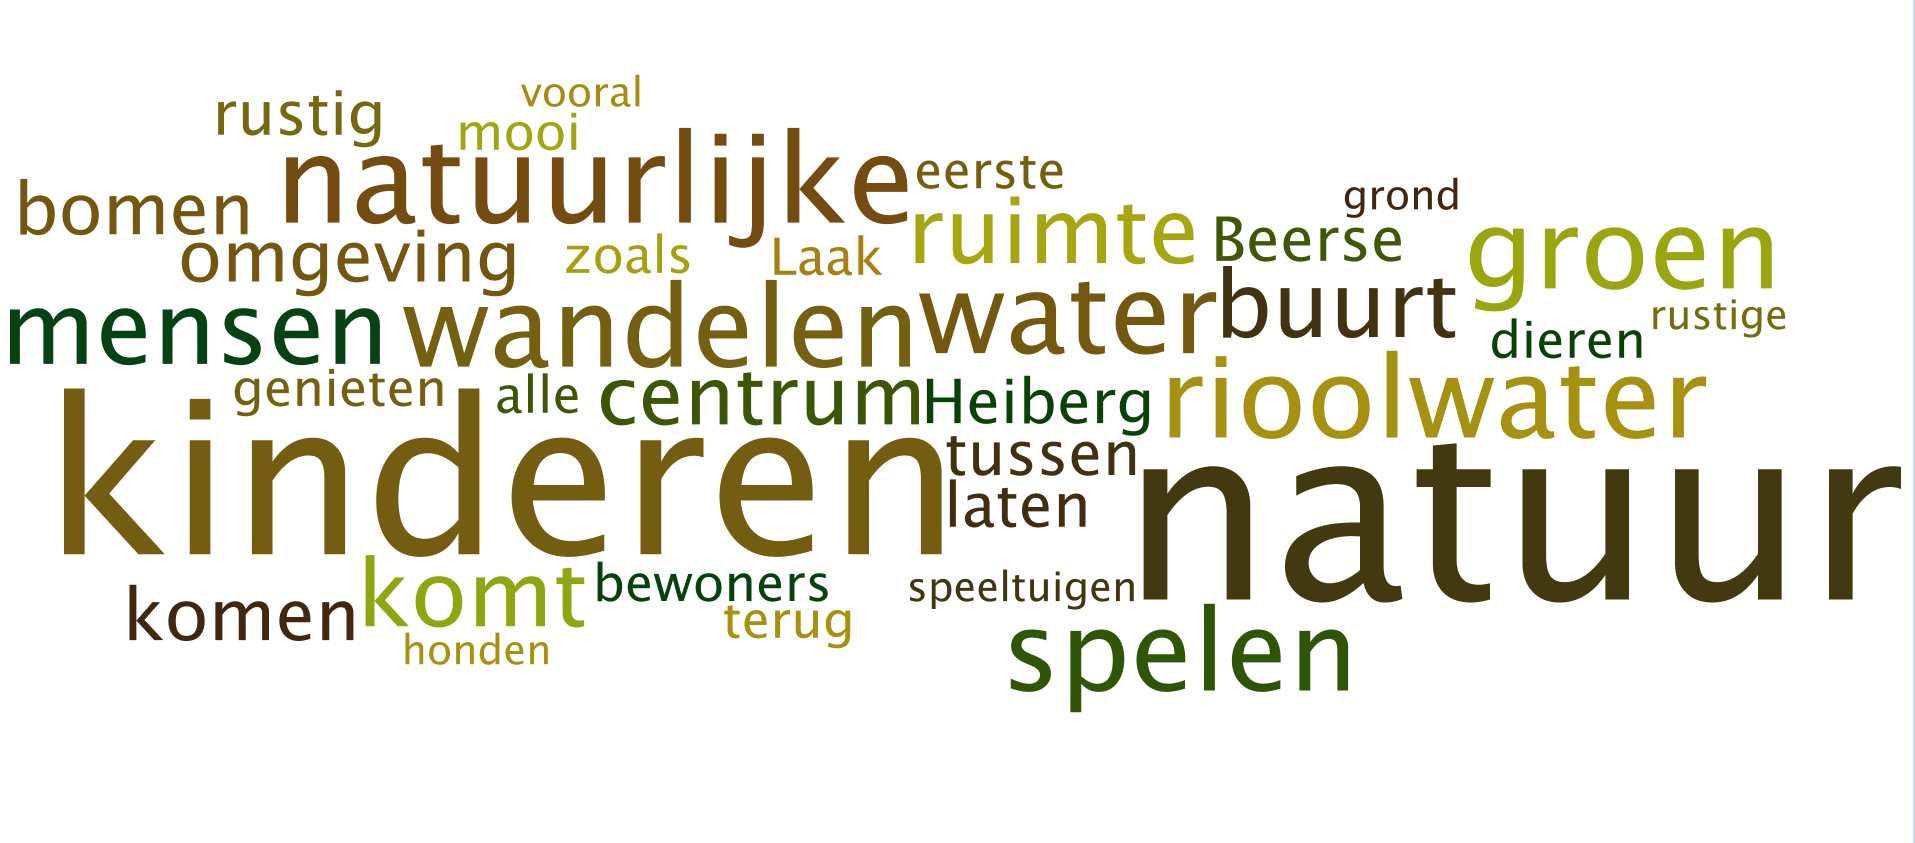 vooral
rustig
mooi
natuurlijke
eerste
grond
bomen
ruimte
Beerse
groen
omgeving
zoals
Laak
mensen
wandelen
water
buurt
rustige
dieren
genieten
alle
centrum
Heiberg
rioolwater
kinderen
tussen
laten
natuur
komen
komt
bewoners
speeltuigen
terug
honden
spelen